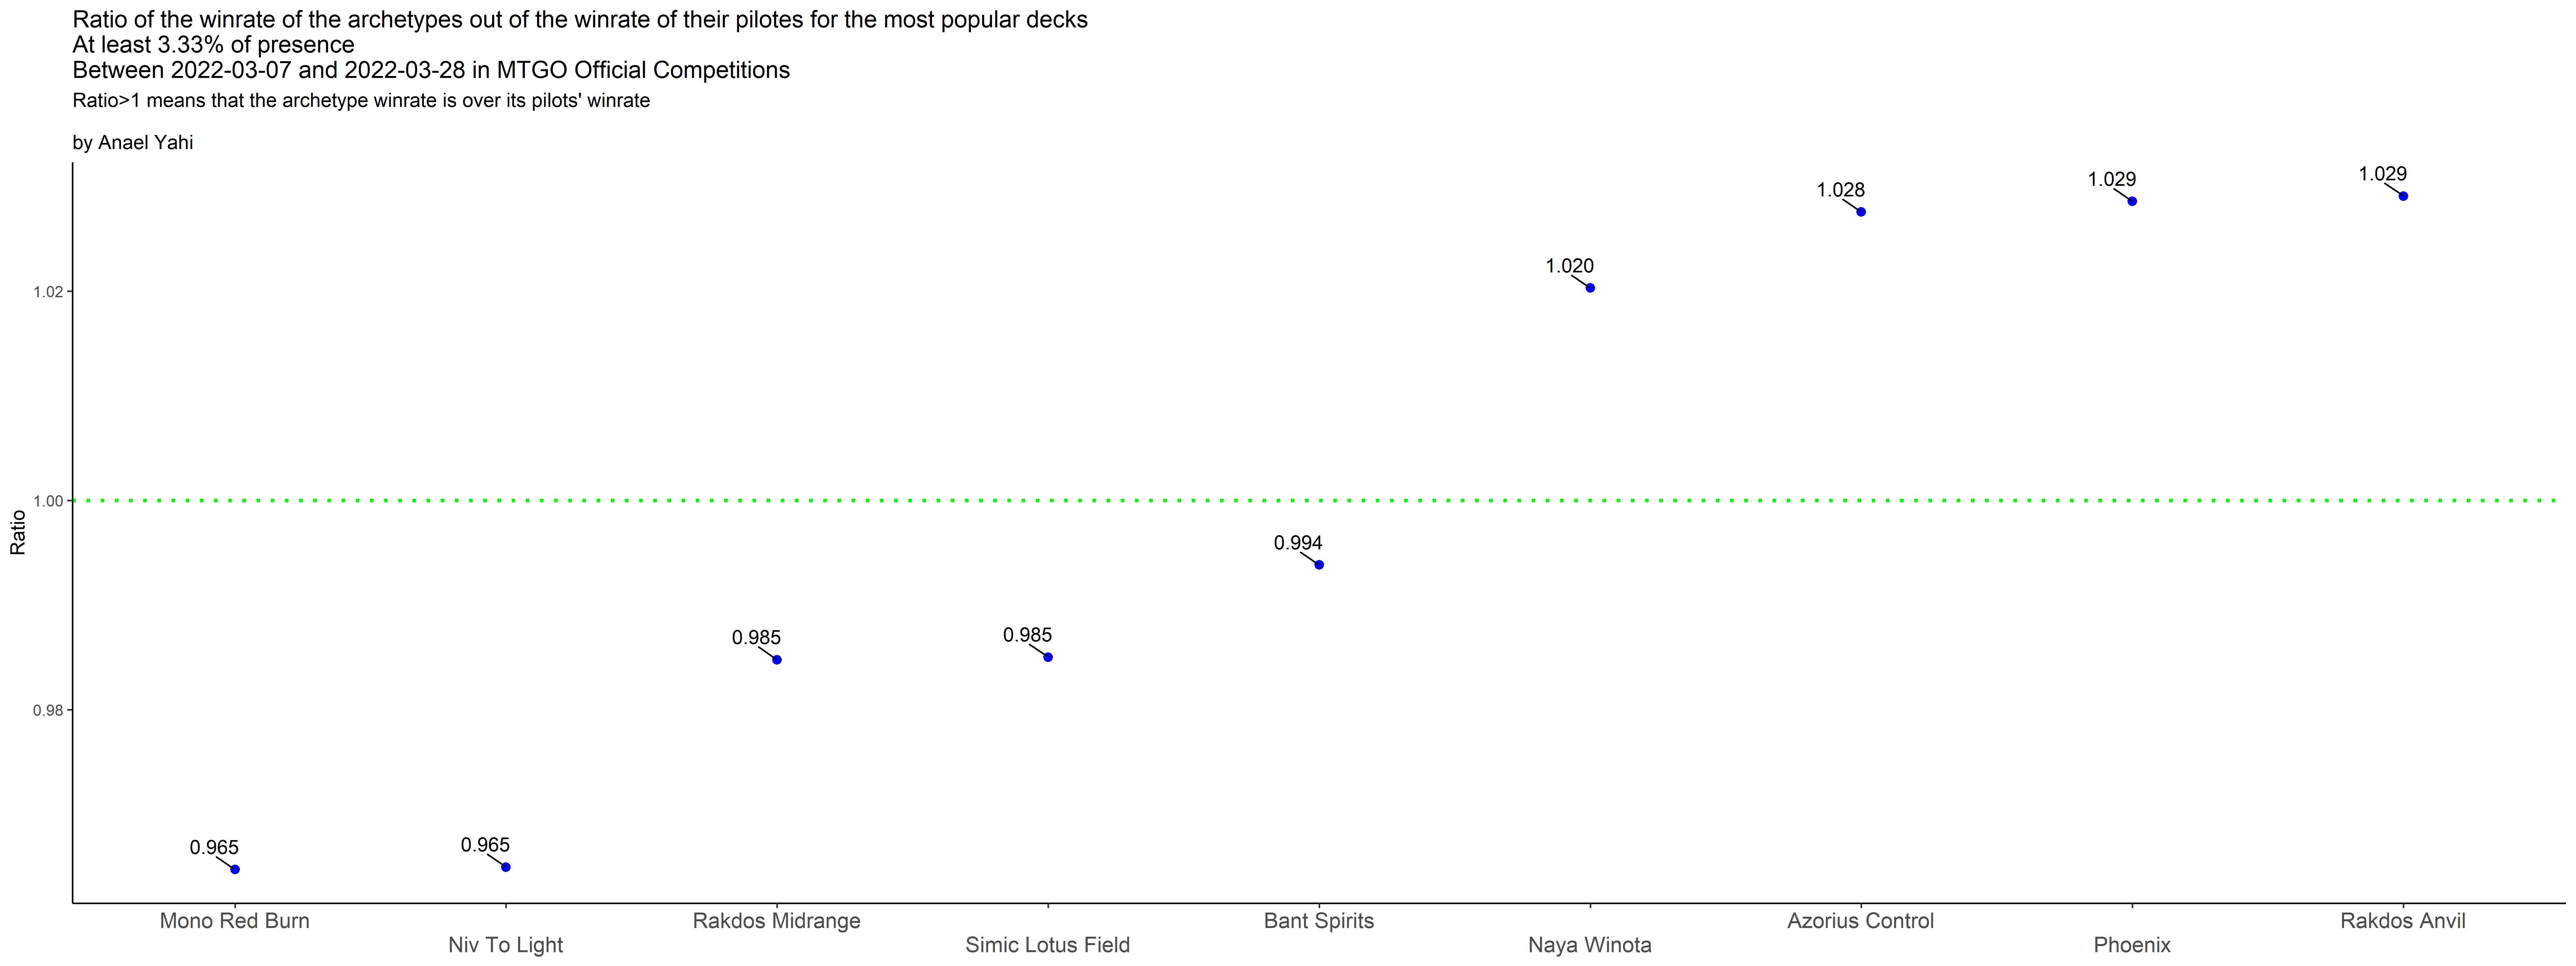 Ratio of the winrate of the archetypes out of the winrate of their pilotes for the most popular decks
At least 3.33% of presence
Between 2022-03-07 and 2022-03-28 in MTGO Official Competitions
Ratio>1 means that the archetype winrate is over its pilots' winrate
by Anael Yahi
1.029
1.029
1.028
1.020
1.02
1.00
Ratio
0.994
0.985
0.985
0.98
0.965
0.965
Mono Red Burn
Niv To Light
Rakdos Midrange
Simic Lotus Field
Bant Spirits
Naya Winota
Azorius Control
Phoenix
Rakdos Anvil